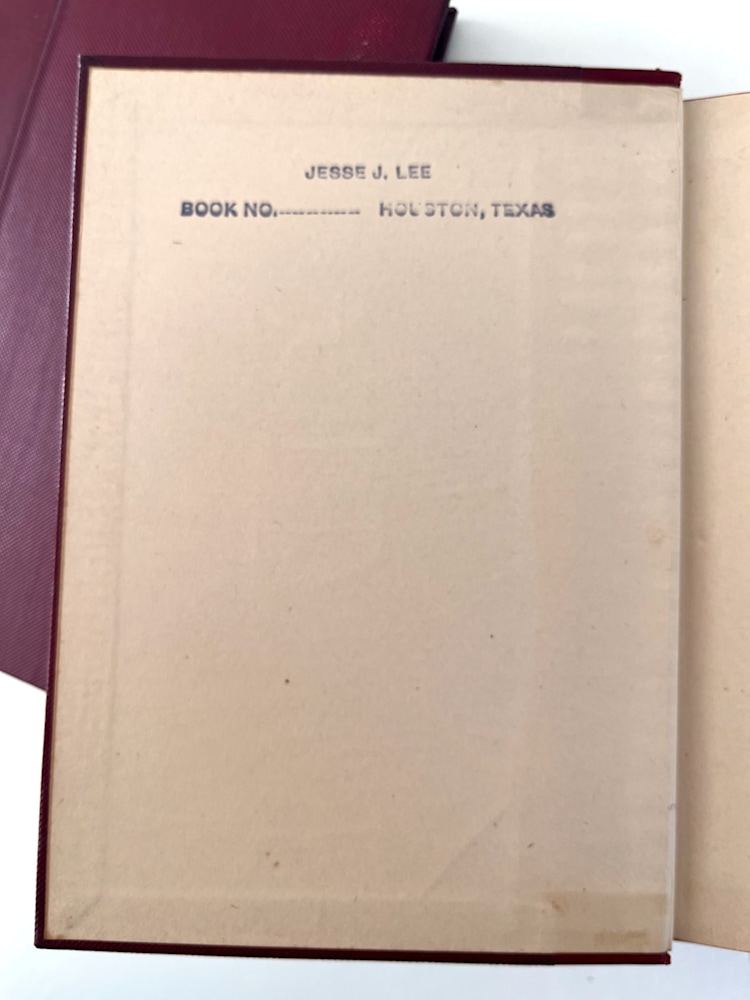 JESSE J. LEE
BOOK NO.------------ HOUSTON, TEXAS